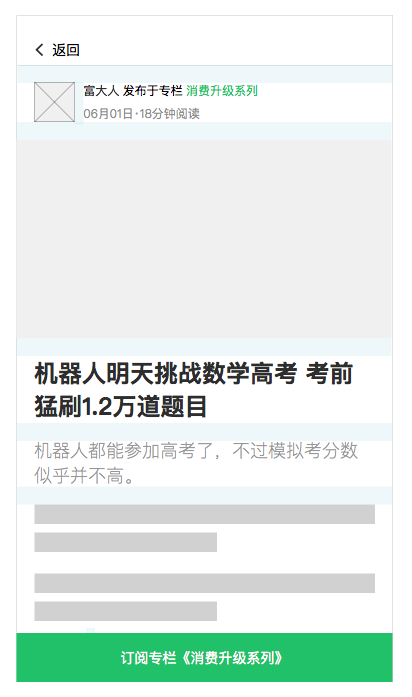 返回
富大人 发布于专栏 消费升级系列
06月01日·18分钟阅读
机器人明天挑战数学高考 考前
猛刷1.2万道题目
机器人都能参加高考了，不过模拟考分数
似乎并不高。
订阅专栏《消费升级系列》